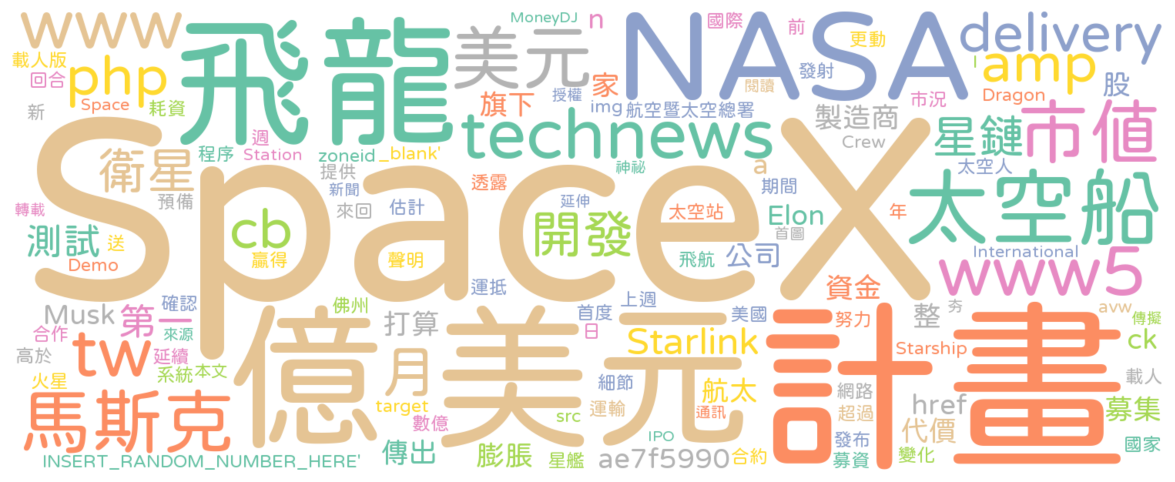 www
飛龍
美元
MoneyDJ
n
國際
前
更動
NASA
delivery
載人版
回合
php
Space
耗資
新
家
旗下
授權
img
航空暨太空總署
發射
閱讀
l
amp
Dragon
股
市況
市值
technews
製造商
Crew
星鏈
太空人
週
Station
程序
zoneid
_blank'
提供
新聞
神祕
a
期間
衛星
預備
轉載
SpaceX
cb
來回
估計
透露
延伸
開發
太空站
Elon
首圖
年
太空船
測試
送
Demo
贏得
聲明
飛航
公司
International
www5
運抵
資金
Musk
第一
確認
佛州
打算
首度
上週
日
美國
努力
整
夯
avw
傳擬
ck
合作
來源
高於
tw
延續
系統
本文
火星
億美元
月
Starlink
計畫
Starship
載人
細節
航太
網路
超過
href
募集
馬斯克
target
數億
src
運輸
通訊
代價
發布
國家
INSERT_RANDOM_NUMBER_HERE'
傳出
膨脹
星艦
IPO
ae7f5990
合約
募資
變化